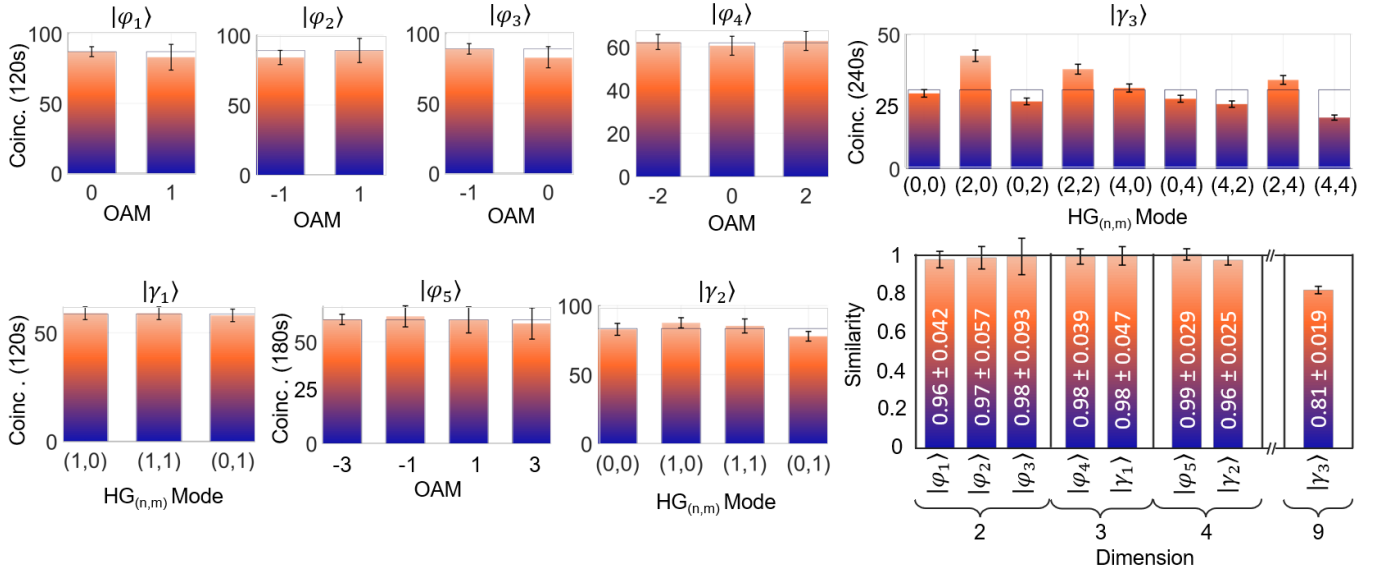 |φ₁⟩
Coinc. (120s)
100
50
0
0 1
OAM
|φ₂⟩
100
50
0
-1 1
OAM
|φ₃⟩
100
50
0
-1 0
OAM
|φ₄⟩
60
40
20
0
-2 0 2
OAM
|γ₃⟩
Coinc. (240s)
50
25
0
(0,0) (2,0) (0,2) (2,2) (4,0) (0,4) (4,2) (2,4) (4,4)
HG(n,m) Mode
|γ₁⟩
Coinc. (120s)
50
0
(1,0) (1,1) (0,1)
HG(n,m) Mode
|φ₅⟩
Coinc . (180s)
50
25
0
-3 -1 1 3
OAM
|γ₂⟩
100
50
0
(0,0) (1,0) (1,1) (0,1)
HG(n,m) Mode
Similarity
1
0.8
0.6
0.4
0.2
0
0.96 ± 0.042
0.97 ± 0.057
0.98 ± 0.093
0.98 ± 0.039
0.98 ± 0.047
0.99 ± 0.029
0.96 ± 0.025
0.81 ± 0.019
|φ₁⟩ |φ₂⟩ |φ₃⟩ |φ₄⟩ |γ₁⟩ |φ₅⟩ |γ₂⟩ |γ₃⟩
2 3 4 9
Dimension